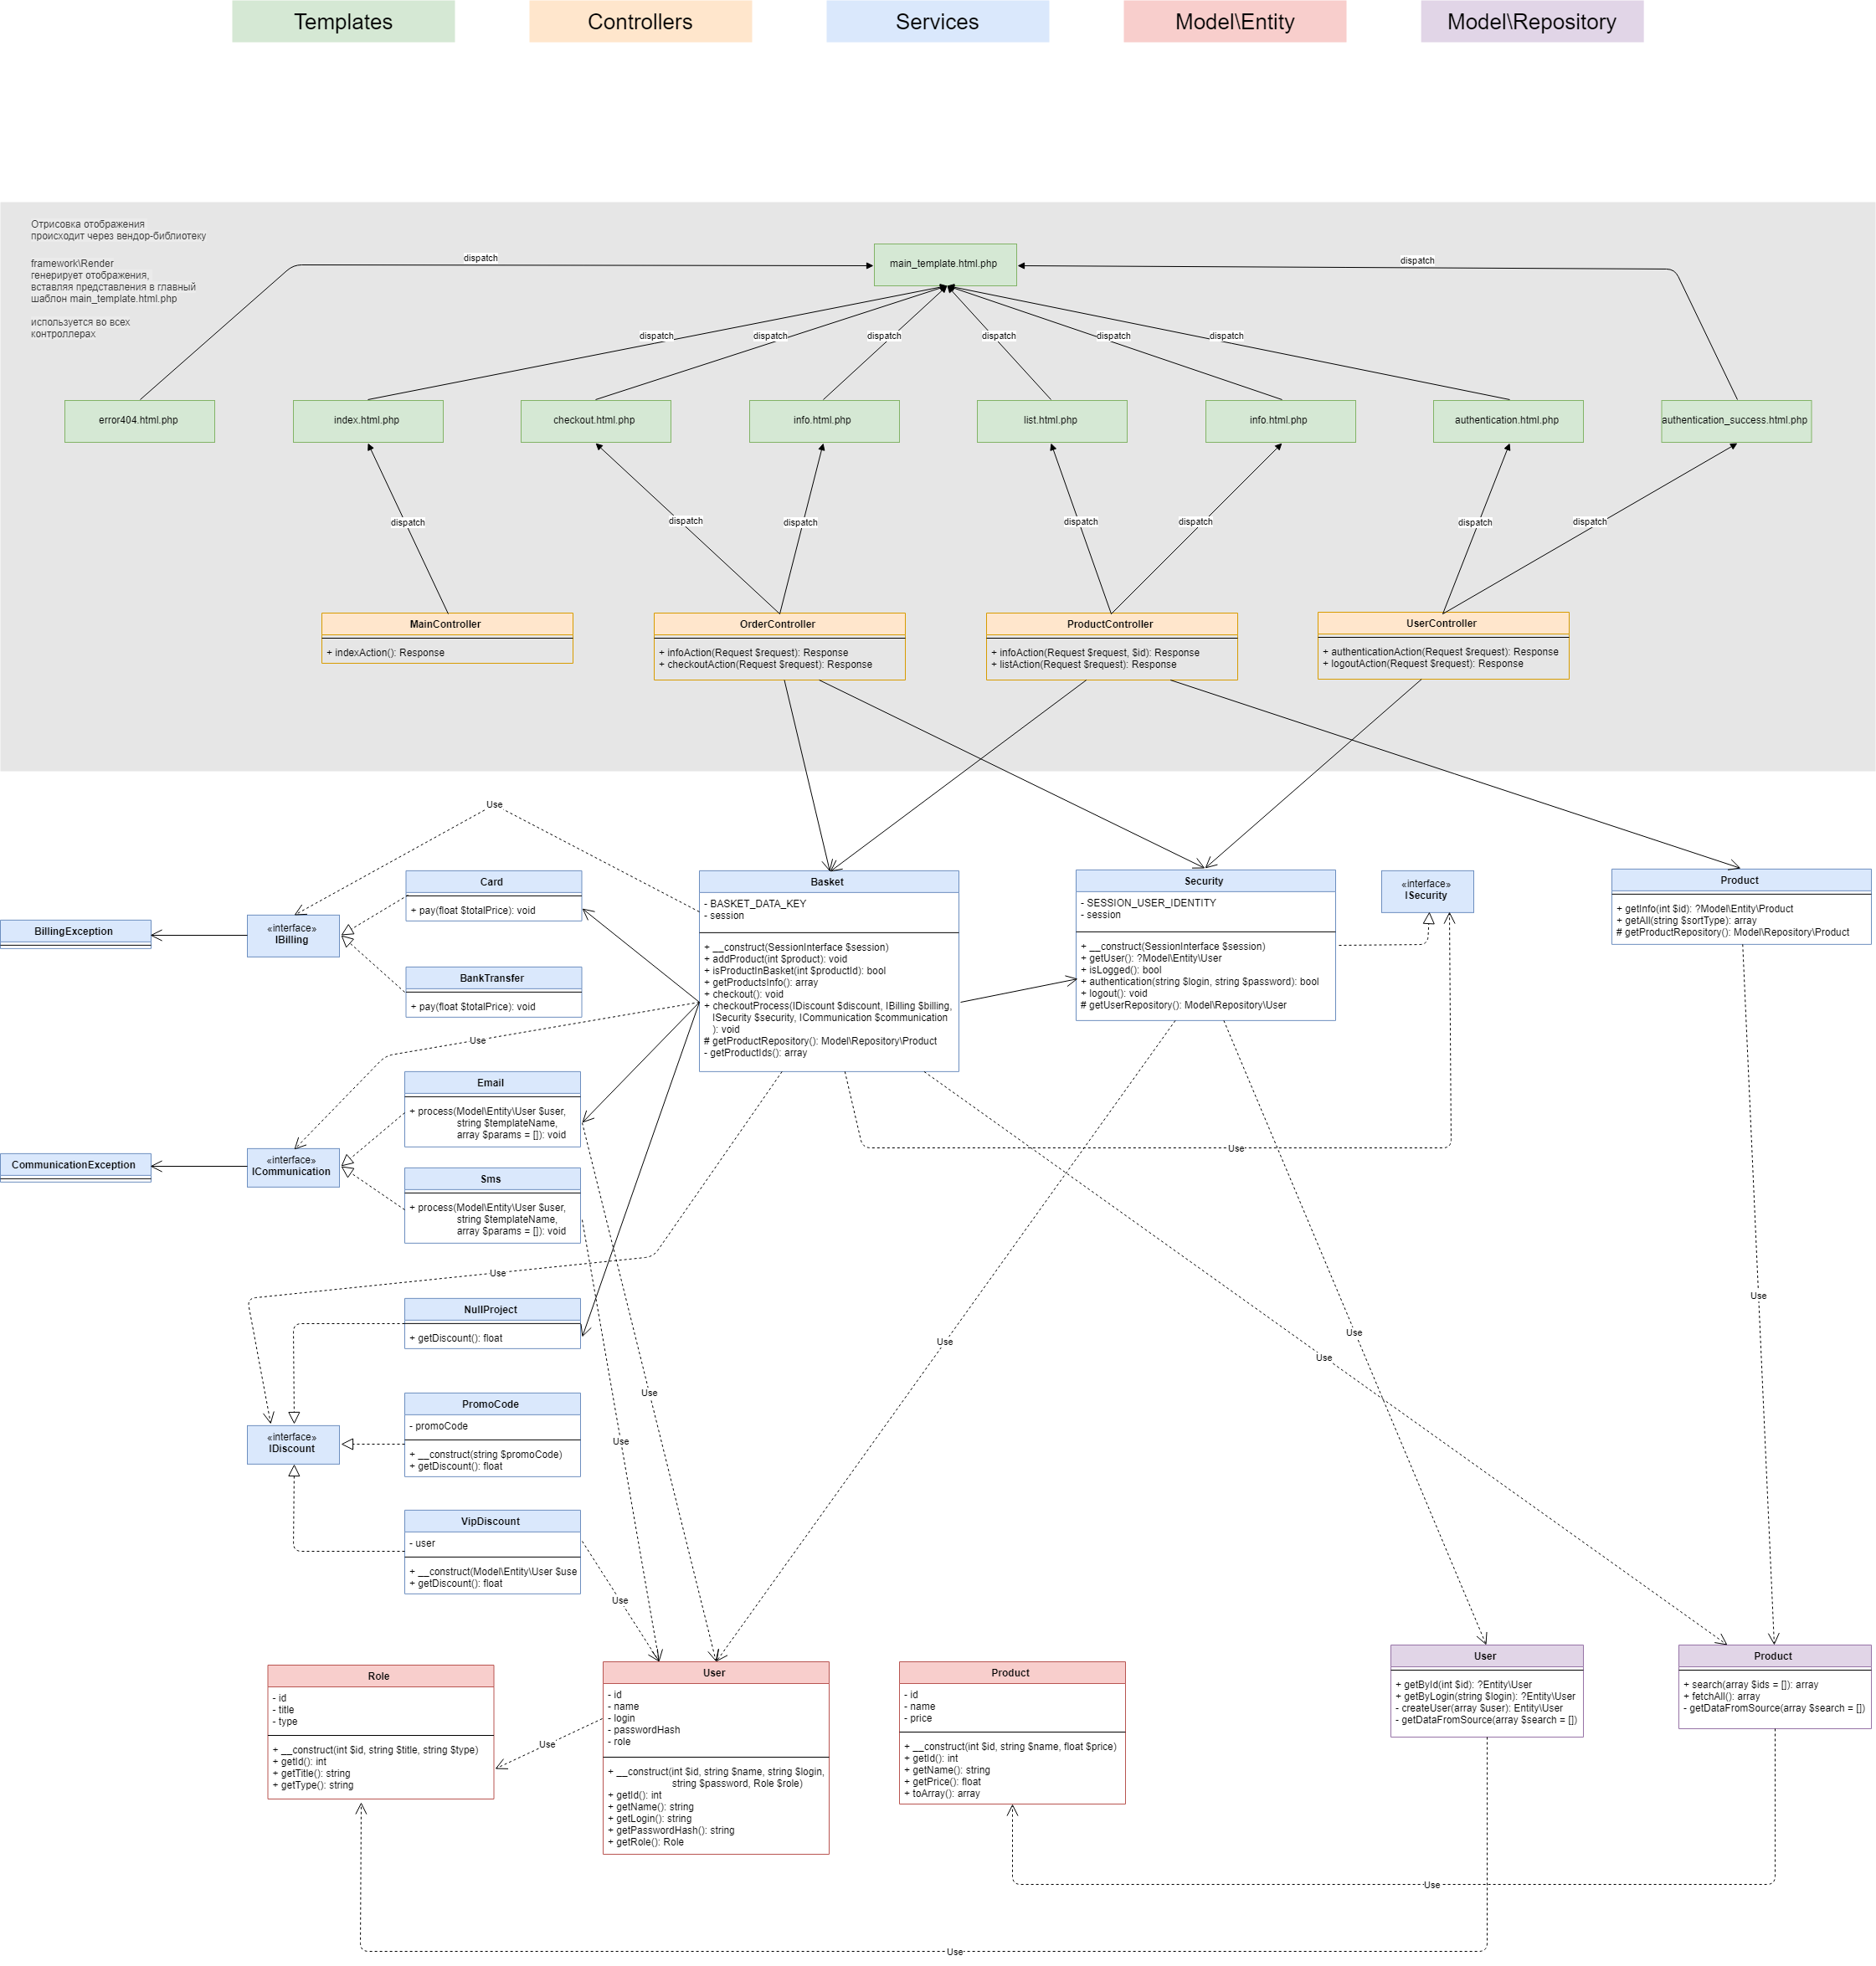 Templates
Controllers
Services
Model\Entity
Model\Repository
Отрисовка отображения
происходит через вендор-библиотеку
framework\Render
генерирует отображения,
вставляя представления в главный
шаблон main_template.html.php
используется во всех
контроллерах
dispatch
main_template.html.php
dispatch
dispatch
dispatch
dispatch
dispatch
dispatch
dispatch
error404.html.php
index.html.php
checkout.html.php
info.html.php
list.html.php
info.html.php
authentication.html.php
authentication_success.html.php
dispatch
dispatch
dispatch
dispatch
dispatch
dispatch
dispatch
MainController
+ indexAction(): Response
OrderController
+ infoAction(Request $request): Response
+ checkoutAction(Request $request): Response
ProductController
+ infoAction(Request $request, $id): Response
+ listAction(Request $request): Response
UserController
+ authenticationAction(Request $request): Response
+ logoutAction(Request $request): Response
Use
BillingException
«interface»
IBilling
Card
+ pay(float $totalPrice): void
BankTransfer
+ pay(float $totalPrice): void
Basket
- BASKET_DATA_KEY
- session
+ __construct(SessionInterface $session)
+ addProduct(int $product): void
+ isProductInBasket(int $productId): bool
+ getProductsInfo(): array
+ checkout(): void
+ checkoutProcess(IDiscount $discount, IBilling $billing,
ISecurity $security, ICommunication $communication
): void
# getProductRepository(): Model\Repository\Product
- getProductIds(): array
Security
- SESSION_USER_IDENTITY
- session
+ __construct(SessionInterface $session)
+ getUser(): ?Model\Entity\User
+ isLogged(): bool
+ authentication(string $login, string $password): bool
+ logout(): void
# getUserRepository(): Model\Repository\User
«interface»
ISecurity
Product
+ getInfo(int $id): ?Model\Entity\Product
+ getAll(string $sortType): array
# getProductRepository(): Model\Repository\Product
Use
CommunicationException
«interface»
ICommunication
Email
+ process(Model\Entity\User $user,
string $templateName,
array $params = []): void
Sms
+ process(Model\Entity\User $user,
string $templateName,
array $params = []): void
Use
Use
Use
NullProject
+ getDiscount(): float
Use
Use
Use
Use
Use
«interface»
IDiscount
PromoCode
- promoCode
+ __construct(string $promoCode)
+ getDiscount(): float
VipDiscount
- user
+ __construct(Model\Entity\User $use
+ getDiscount(): float
Use
Role
- id
- title
- type
+ __construct(int $id, string $title, string $type)
+ getId(): int
+ getTitle(): string
+ getType(): string
Use
User
- id
- name
- login
- passwordHash
- role
+ __construct(int $id, string $name, string $login,
string $password, Role $role)
+ getId(): int
+ getName(): string
+ getLogin(): string
+ getPasswordHash(): string
+ getRole(): Role
Product
- id
- name
- price
+ __construct(int $id, string $name, float $price)
+ getId(): int
+ getName(): string
+ getPrice(): float
+ toArray(): array
User
+ getById(int $id): ?Entity\User
+ getByLogin(string $login): ?Entity\User
- createUser(array $user): Entity\User
- getDataFromSource(array $search = [])
Product
+ search(array $ids = []): array
+ fetchAll(): array
- getDataFromSource(array $search = [])
Use
Use